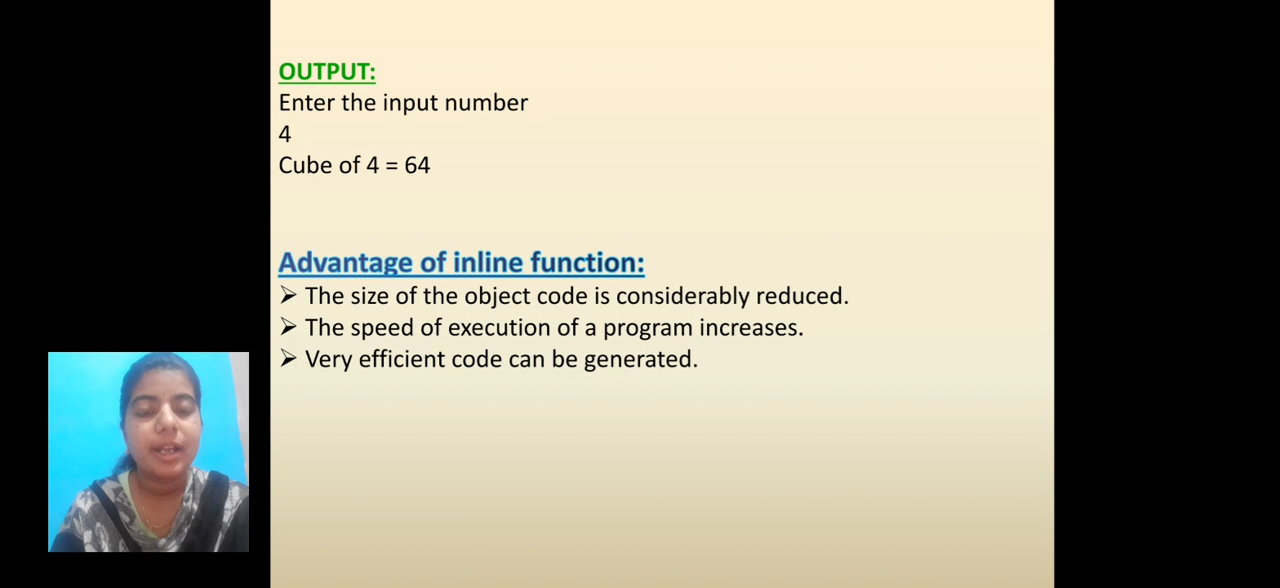 OUTPUT:
Enter the input number
4
Cube of 4 = 64
Advantage of inline function:
➢ The size of the object code is considerably reduced.
➢ The speed of execution of a program increases.
➢ Very efficient code can be generated.